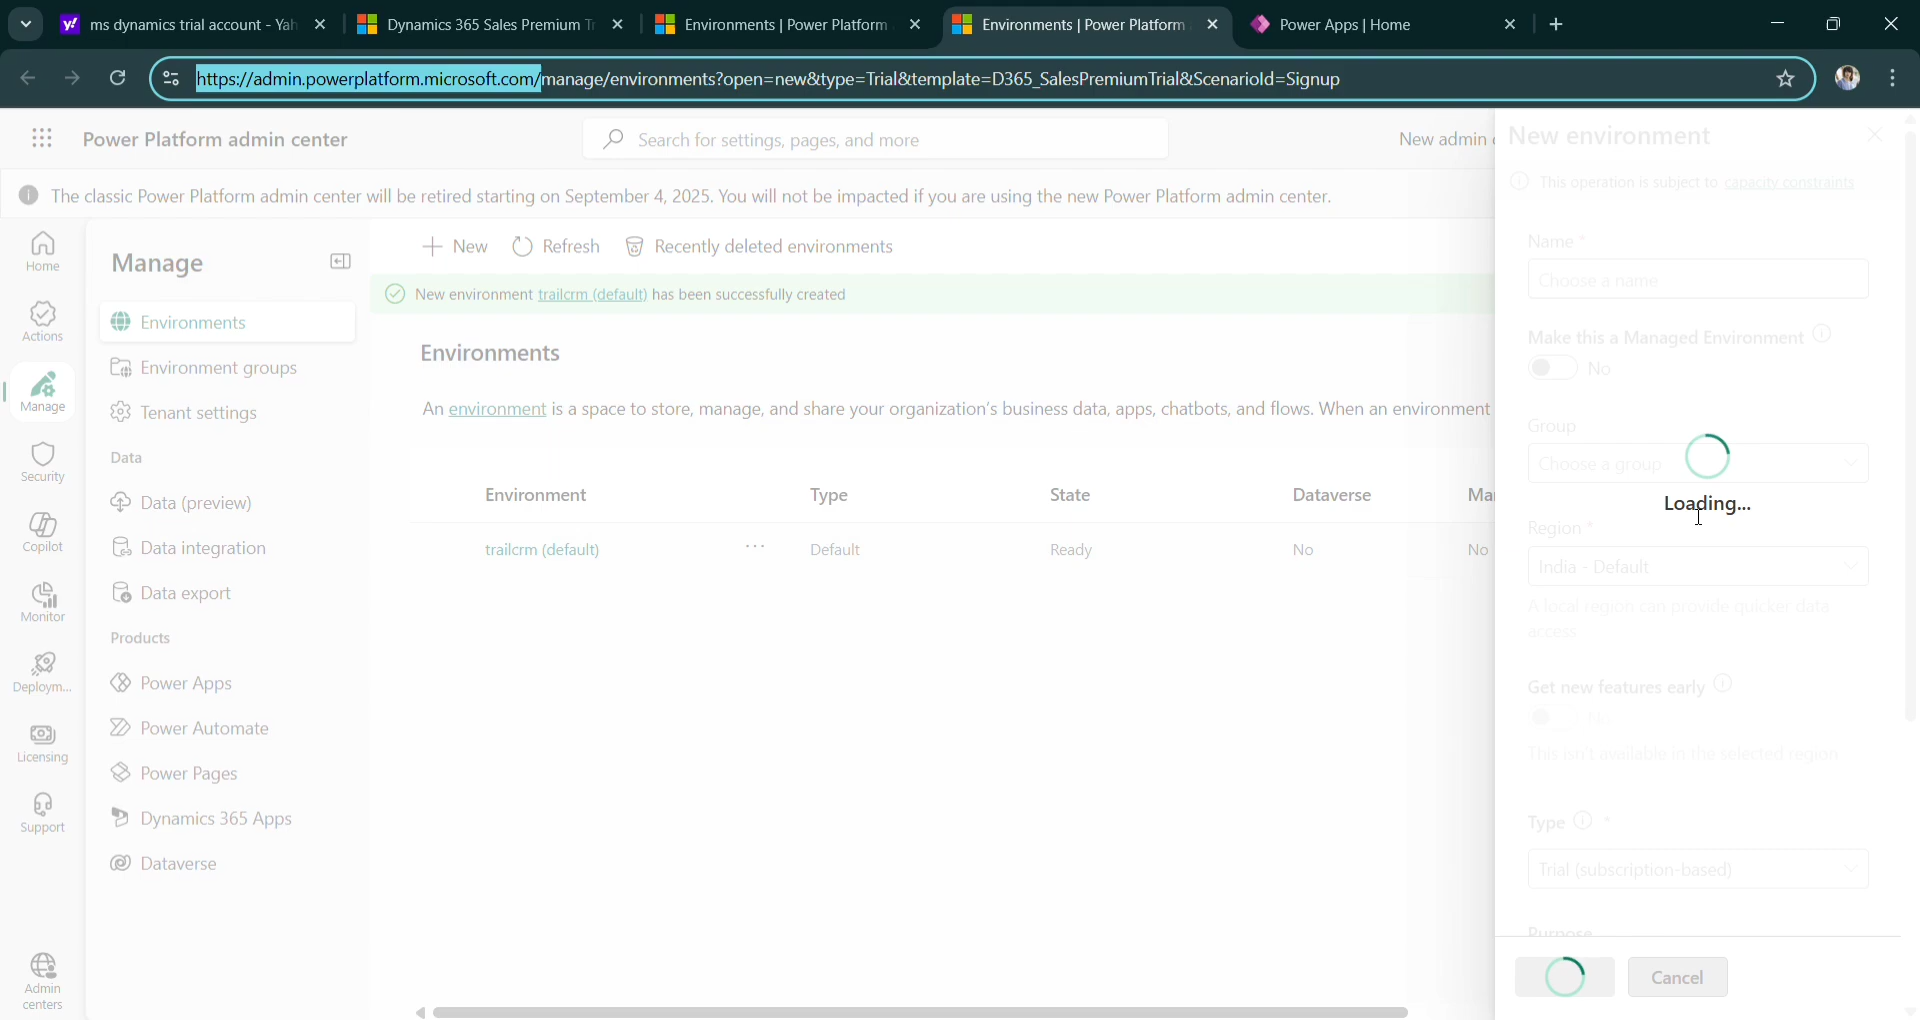 ms dynamics trial account - Yah
Dynamics 365 Sales Premium Tr
Environments | Power Platform
Environments | Power Platform
Power Apps | Home
https://admin.powerplatform.microsoft.com/manage/environments?open=new&type=Trial&template=D365_SalesPremiumTrial&ScenarioId=Signup
Power Platform admin center
Search for settings, pages, and more
New admin c
The classic Power Platform admin center will be retired starting on September 4, 2025. You will not be impacted if you are using the new Power Platform admin center.
Home
Actions
Manage
Security
Copilot
Monitor
Deploym...
Licensing
Support
Admin
centers
Manage
Environments
Environment groups
Tenant settings
Data
Data (preview)
Data integration
Data export
Products
Power Apps
Power Automate
Power Pages
Dynamics 365 Apps
Dataverse
New
Refresh
Recently deleted environments
New environment trailcrm (default) has been successfully created
Environments
An environment is a space to store, manage, and share your organization's business data, apps, chatbots, and flows. When an environment
Environment Type State Dataverse Ma
trailcrm (default) ... Default Ready No No
New environment
This operation is subject to capacity constraints
Name *
Choose a name
Make this a Managed Environment
No
Group
Choose a group
Loading...
Region *
India - Default
A local region can provide quicker data
access
Get new features early
No
This isn't available in the selected region
Type *
Trial (subscription-based)
Purpose
Cancel